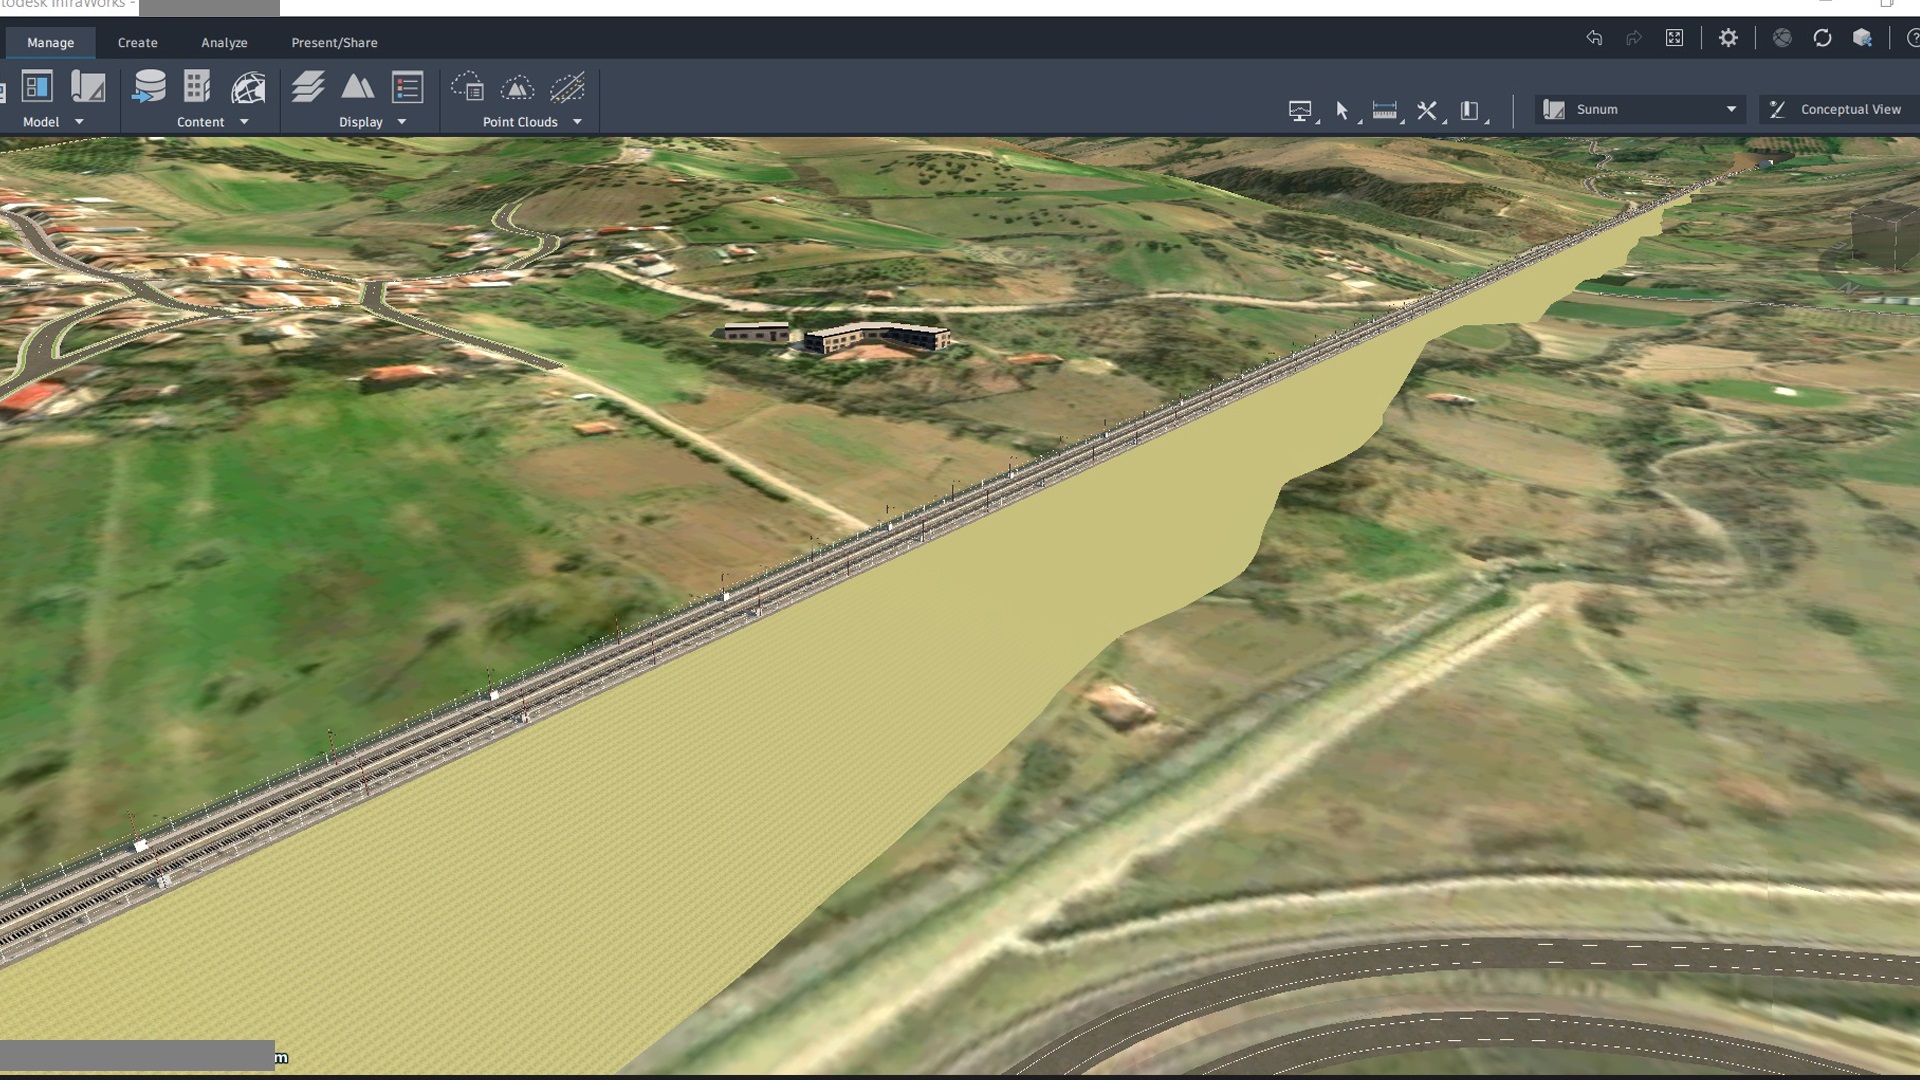 todesk InfraWorks -
Manage Create Analyze Present/Share
Model Content Display Point Clouds
Sunum Conceptual View
m